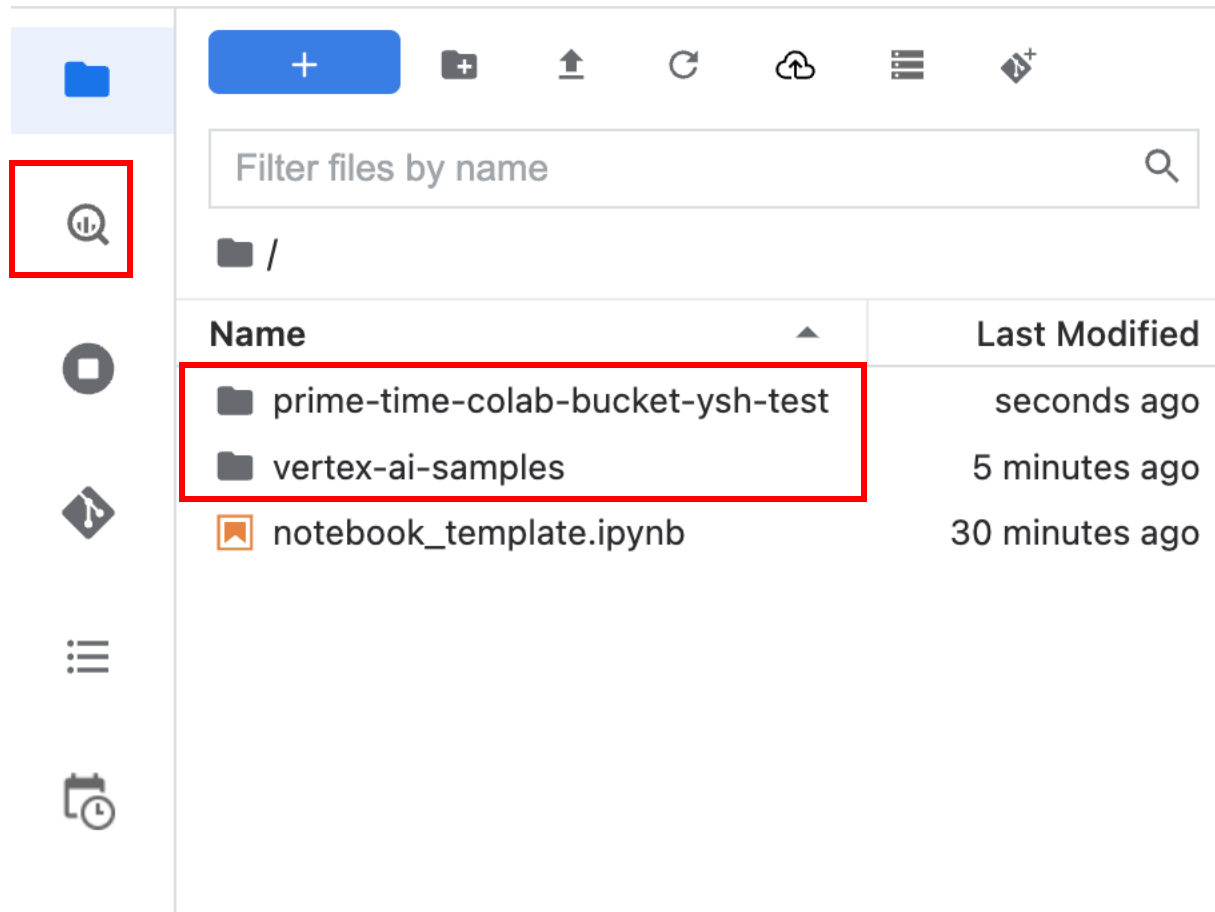 Filter files by name
/
Name Last Modified
prime-time-colab-bucket-ysh-test seconds ago
vertex-ai-samples 5 minutes ago
notebook_template.ipynb 30 minutes ago